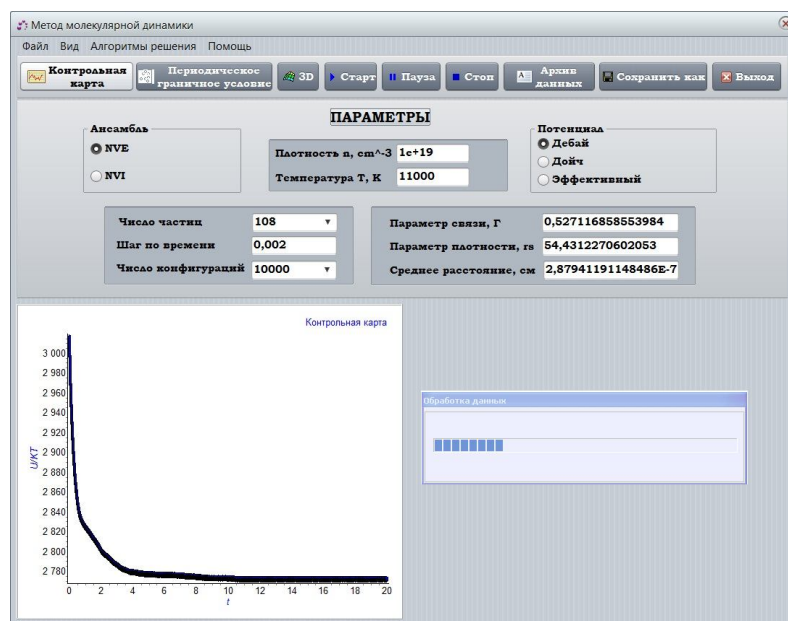 Метод молекулярной динамики
Файл Вид Алгоритмы решения Помощь
Контрольная карта
Периодическое граничное условие
3D
Старт
Пауза
Стоп
Архив данных
Сохранить как
Выход
ПАРАМЕТРЫ
Ансамбль
NVE
NVI
Плотность n, cm^-3 1e+19
Температура T, K 11000
Потенциал
Дебай
Дойч
Эффективный
Число частиц 108
Шаг по времени 0,002
Число конфигураций 10000
Параметр связи, Г 0,527116858553984
Параметр плотности, rs 54,4312270602053
Среднее расстояние, см 2,87941191148486E-7
Контрольная карта
3 000
2 980
2 960
2 940
2 920
2 900
2 880
2 860
2 840
2 820
2 800
2 780
U/KT
0 2 4 6 8 10 12 14 16 18 20
t
Обработка данных